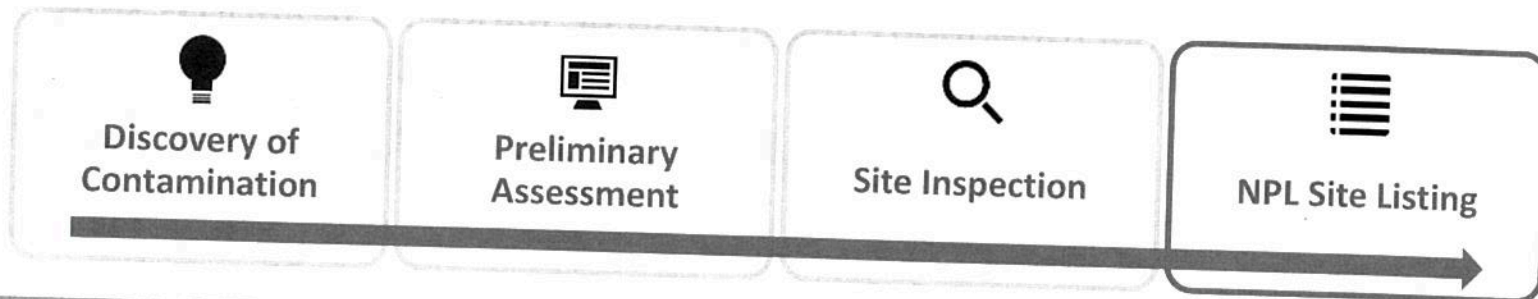 Discovery of
Contamination
Preliminary
Assessment
Site Inspection
NPL Site Listing